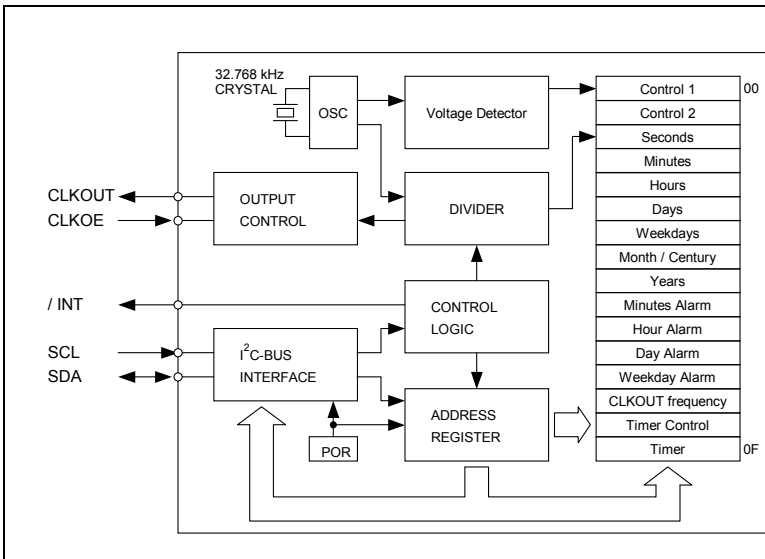 32.768 kHz
CRYSTAL
OSC
Voltage Detector
CLKOUT
CLKOE
OUTPUT
CONTROL
DIVIDER
/ INT
CONTROL
LOGIC
SCL
SDA
I²C-BUS
INTERFACE
ADDRESS
REGISTER
POR
Control 1 00
Control 2
Seconds
Minutes
Hours
Days
Weekdays
Month / Century
Years
Minutes Alarm
Hour Alarm
Day Alarm
Weekday Alarm
CLKOUT frequency
Timer Control
Timer 0F